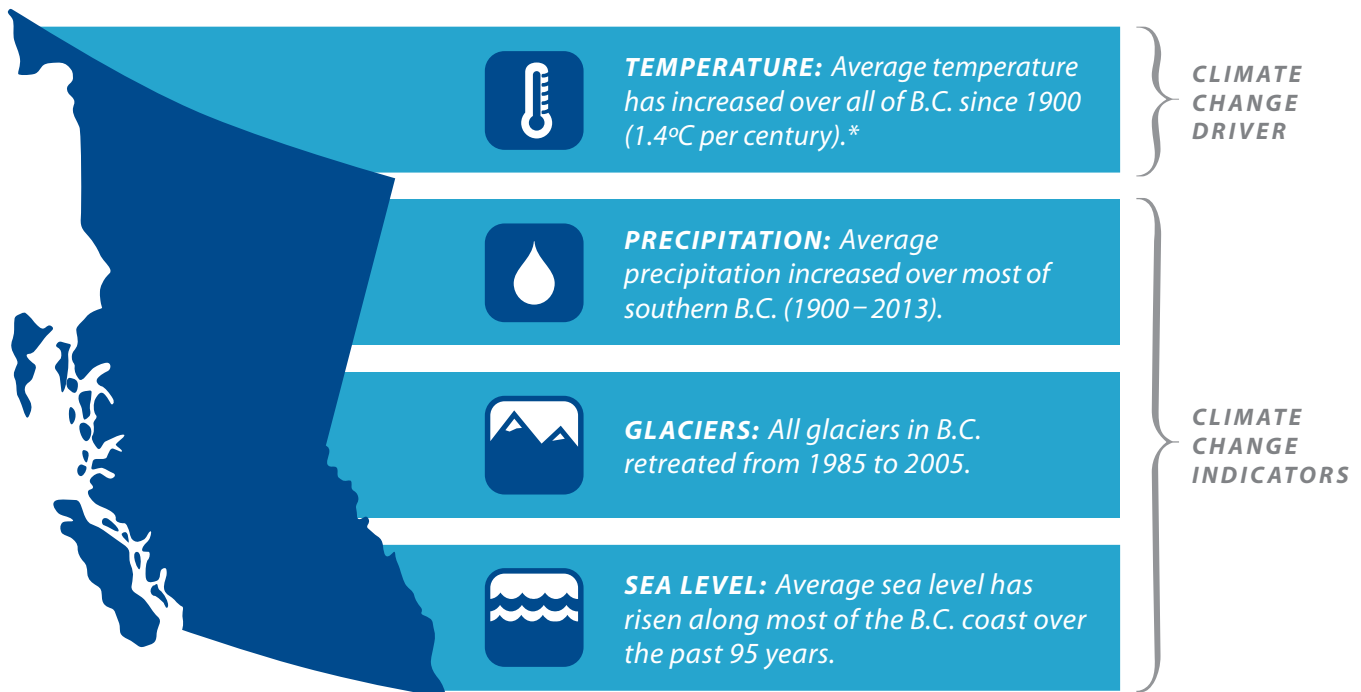 TEMPERATURE: Average temperature
has increased over all of B.C. since 1900
(1.4ºC per century).*
CLIMATE
CHANGE
DRIVER
PRECIPITATION: Average
precipitation increased over most of
southern B.C. (1900–2013).
GLACIERS: All glaciers in B.C.
retreated from 1985 to 2005.
SEA LEVEL: Average sea level has
risen along most of the B.C. coast over
the past 95 years.
CLIMATE
CHANGE
INDICATORS